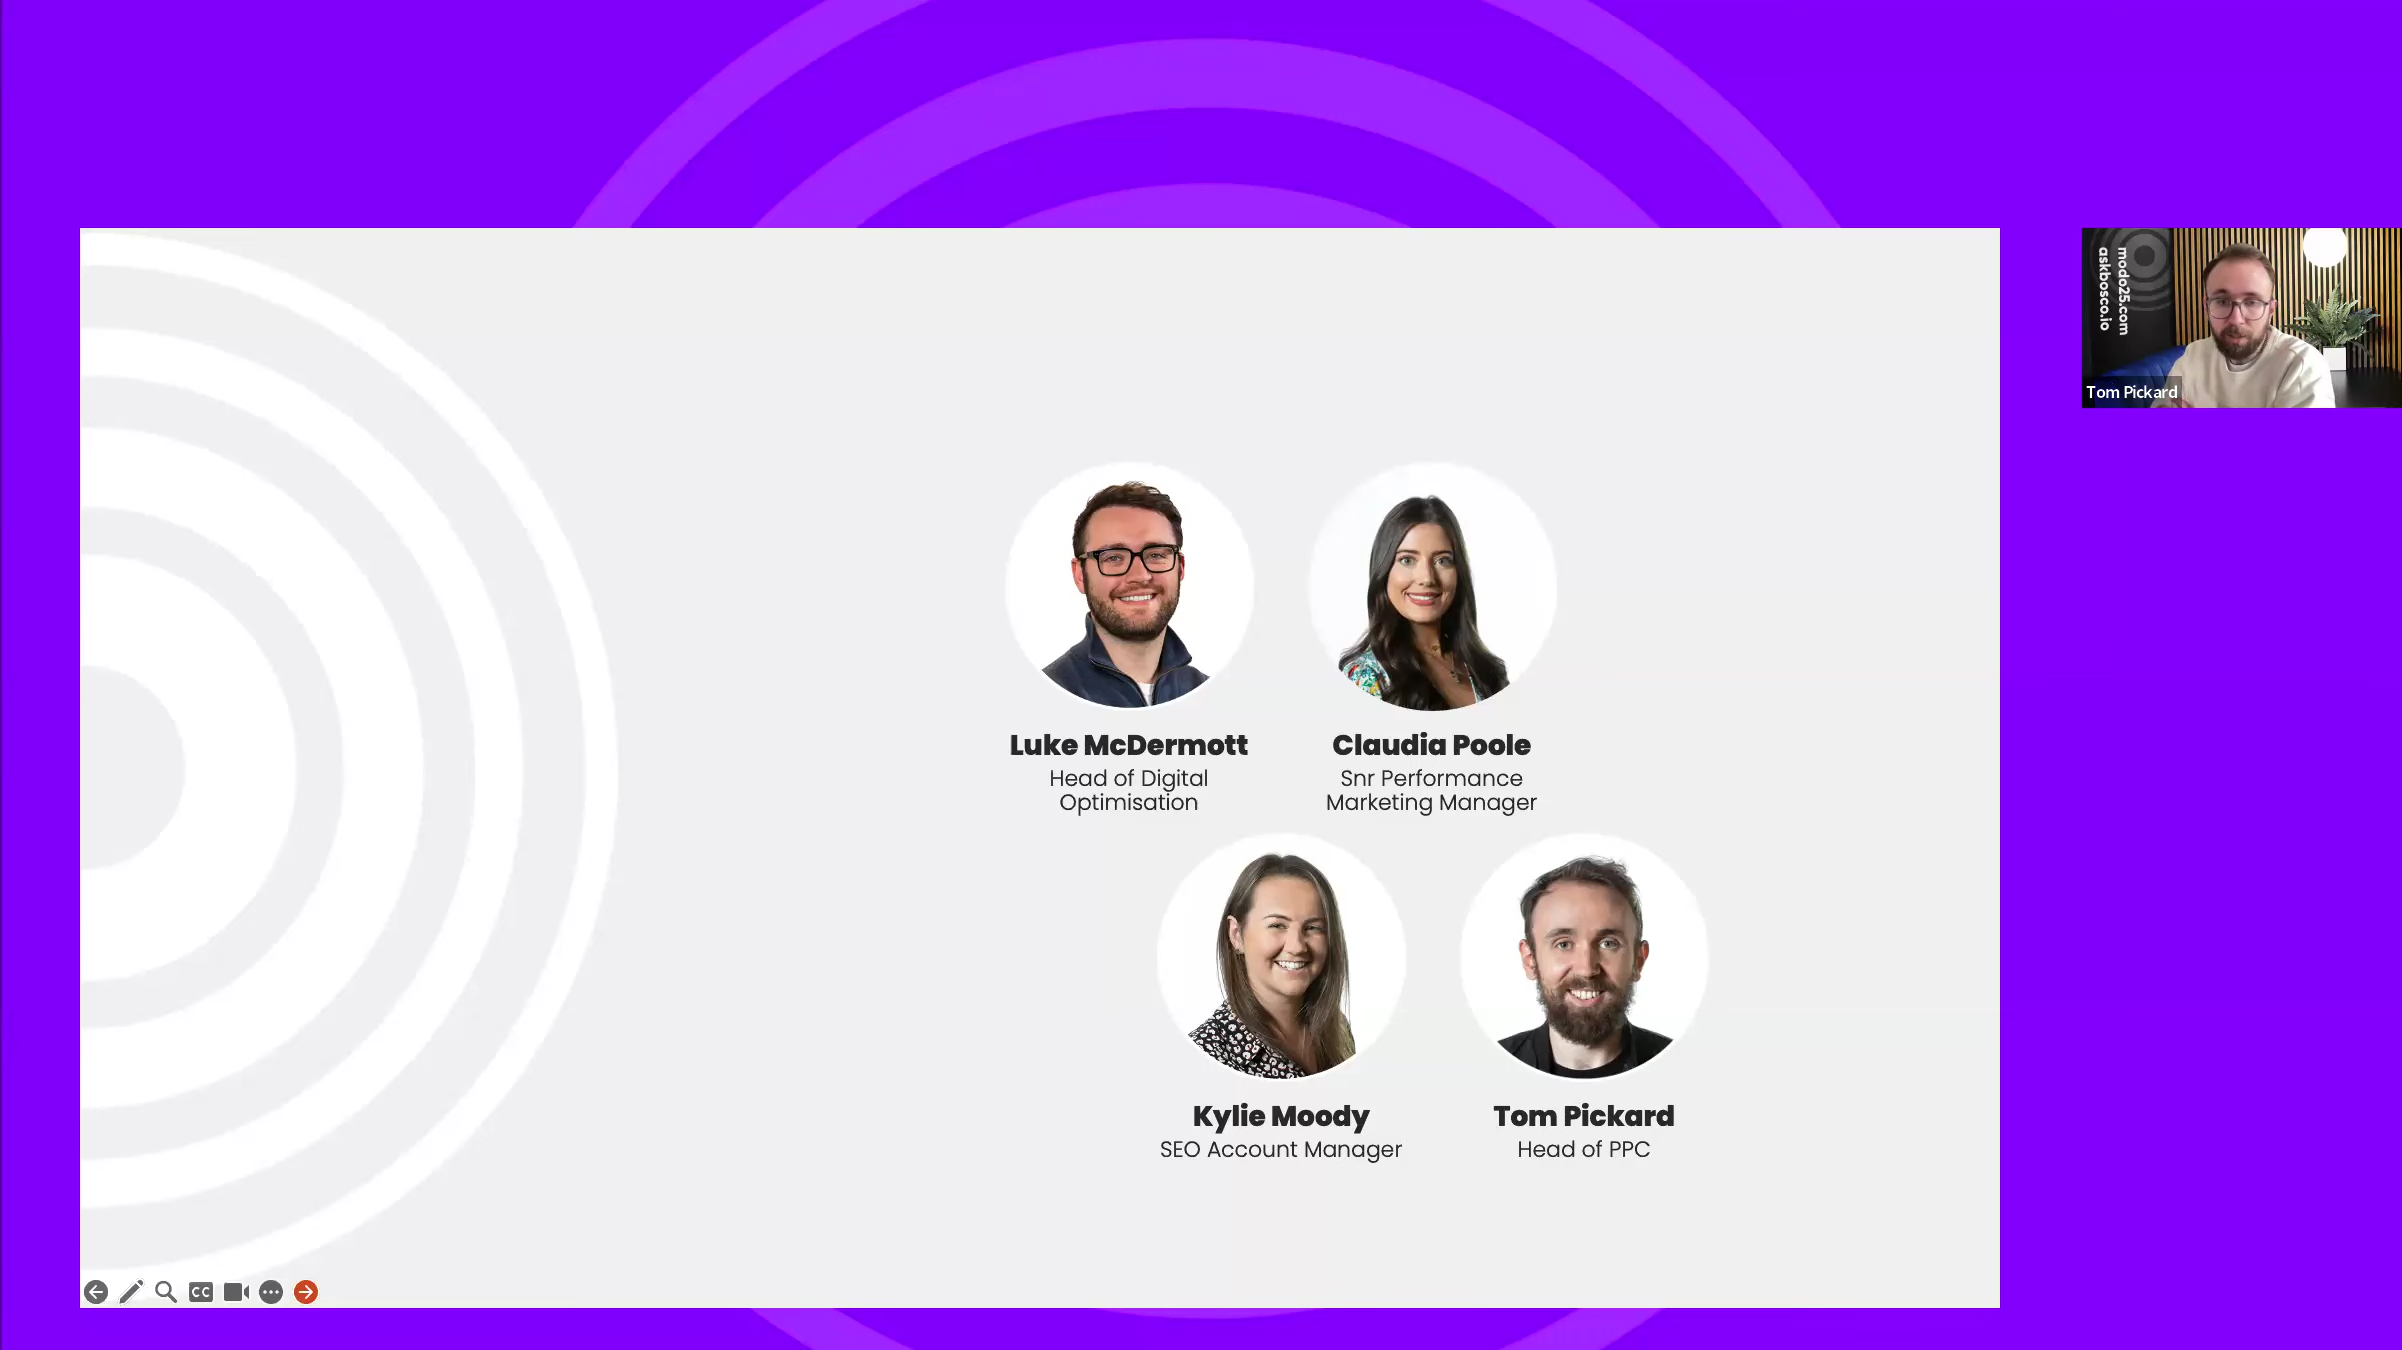 Luke McDermott
Head of Digital
Optimisation
Claudia Poole
Snr Performance
Marketing Manager
Kylie Moody
SEO Account Manager
Tom Pickard
Head of PPC
modo25.com
askbosco.io
Tom Pickard
CC